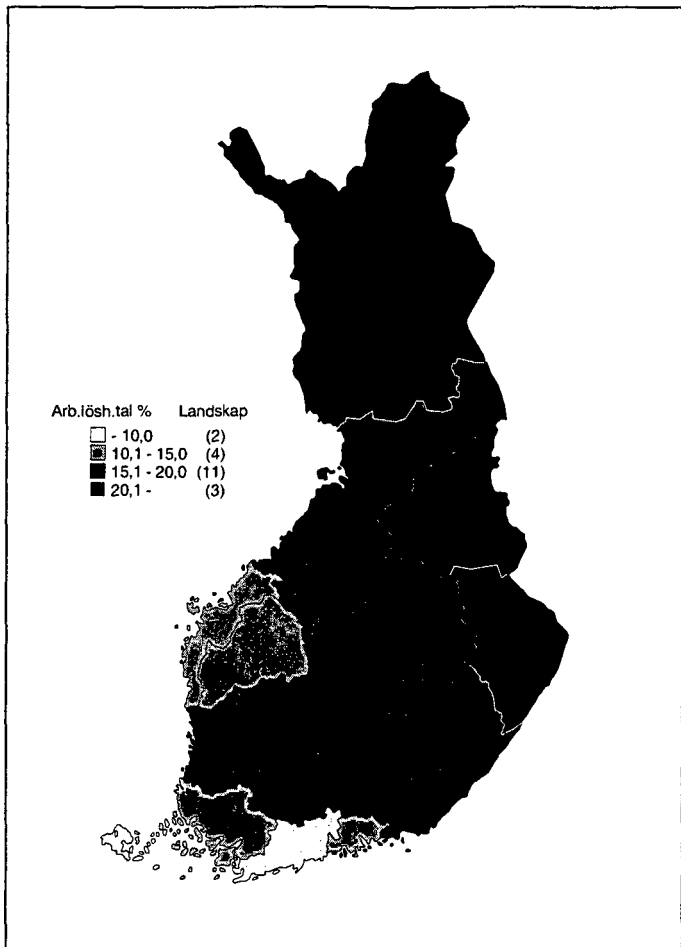 Arb.lösh.tal % Landskap
- 10,0 (2)
10,1 - 15,0 (4)
15,1 - 20,0 (11)
20,1 - (3)